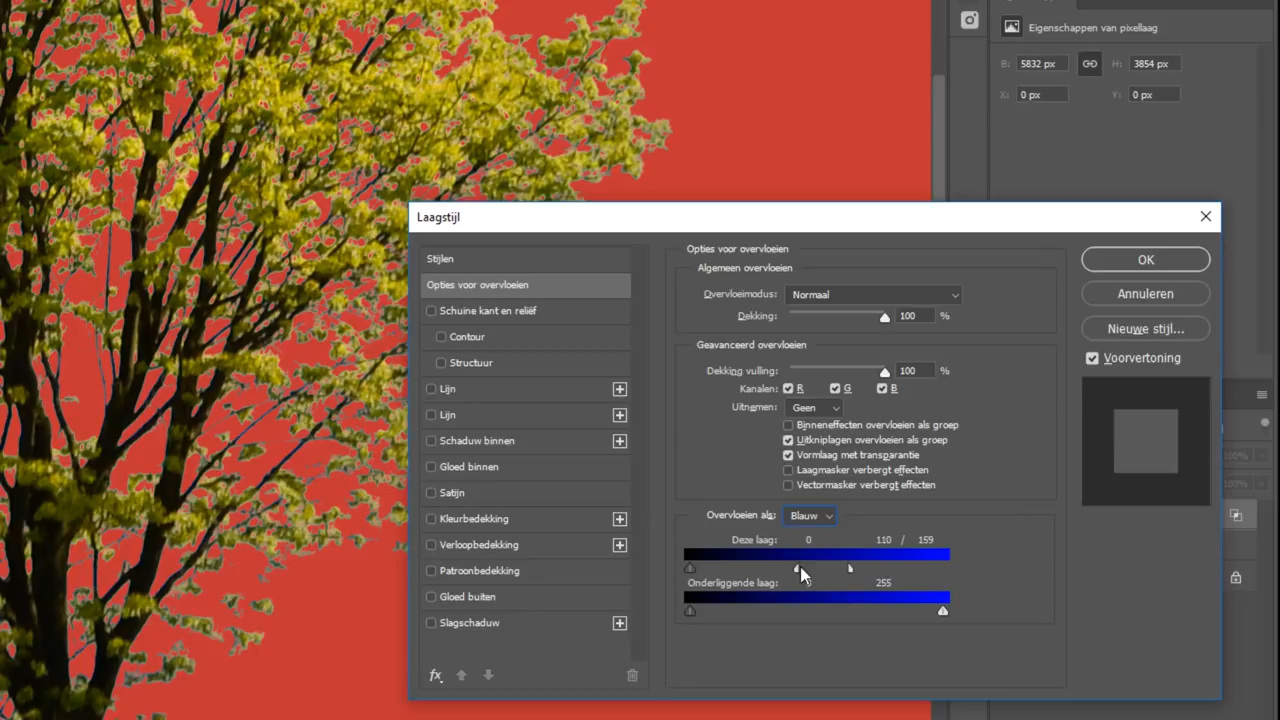 Eigenschappen van pixellaag
B: 5832 px H: 3854 px
X: 0 px Y: 0 px
Laagstijl
Stijlen
Opties voor overvloeien
Schuine kant en reliëf
Contour
Structuur
Lijn
Lijn
Schaduw binnen
Gloed binnen
Satijn
Kleurbedekking
Verloopbedekking
Patroonbedekking
Gloed buiten
Slagschaduw
fx
Opties voor overvloeien
Algemeen overvloeien
Overvloeimodus: Normaal
Dekking: 100 %
Geavanceerd overvloeien
Dekking vulling: 100 %
Kanalen: R G B
Uitnemen: Geen
Binneneffecten overvloeien als groep
Uitkniplagen overvloeien als groep
Vormlaag met transparantie
Laagmasker verbergt effecten
Vectormasker verbergt effecten
Overvloeien als: Blauw
Deze laag: 0 110 / 159
Onderliggende laag: 255
OK
Annuleren
Nieuwe stijl...
Voorvertoning
100%
100%